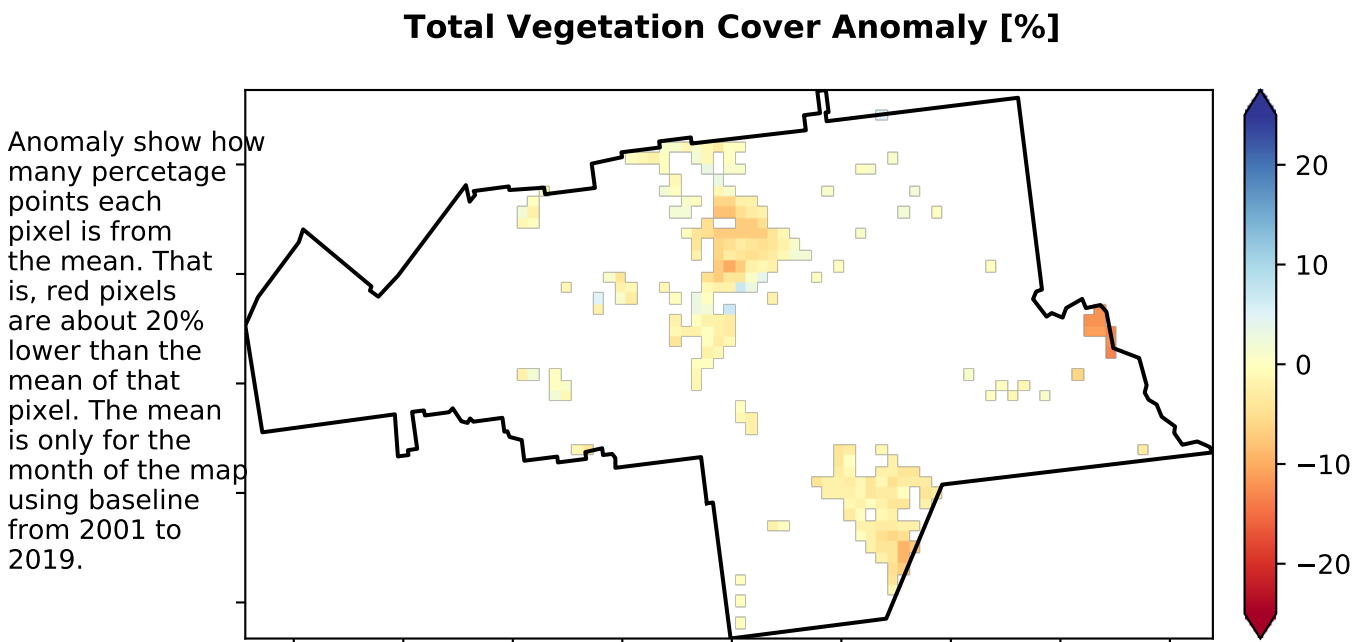 Total Vegetation Cover Anomaly [%]
Anomaly show how
many percetage
points each
pixel is from
the mean. That
is, red pixels
are about 20%
lower than the
mean of that
pixel. The mean
is only for the
month of the map
using baseline
from 2001 to
2019.
20
10
0
−10
−20